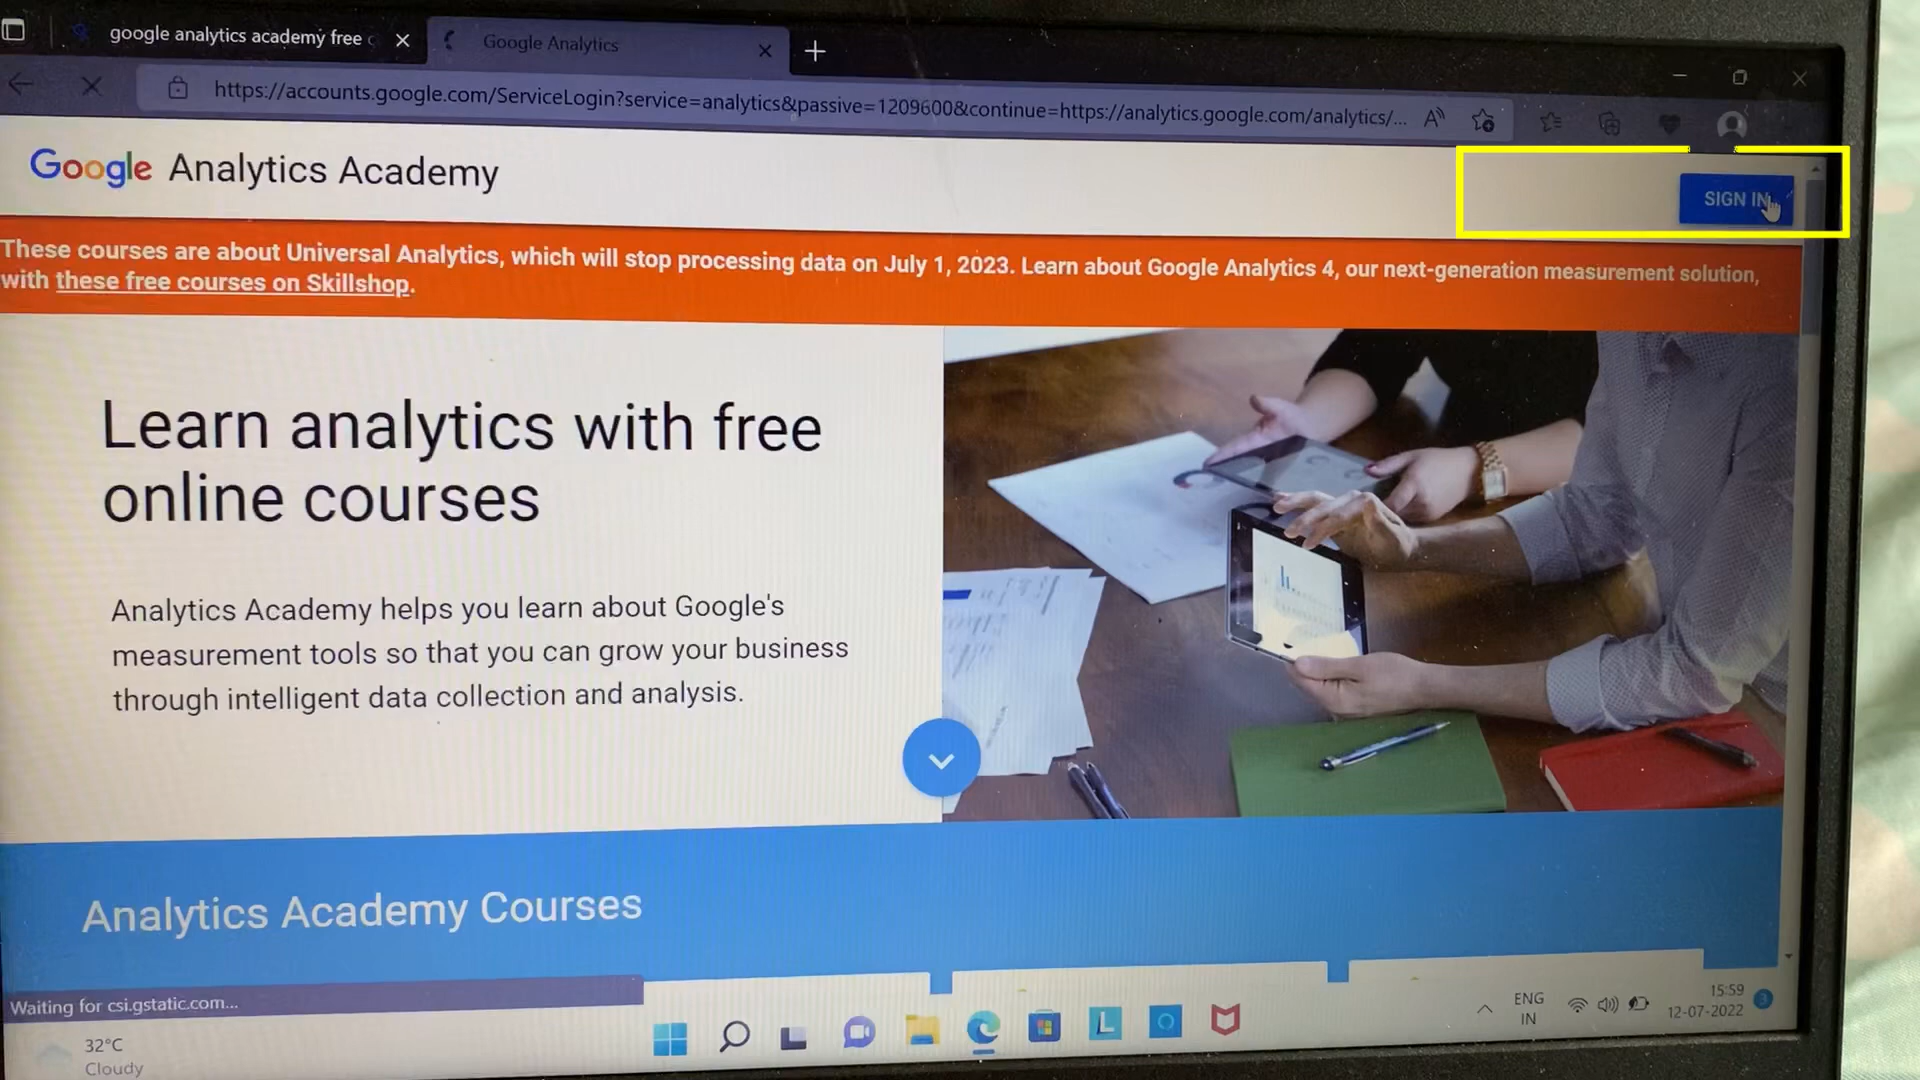 google analytics academy free
Google Analytics
https://accounts.google.com/ServiceLogin?service=analytics&passive=1209600&continue=https://analytics.google.com/analytics/...
Google Analytics Academy
SIGN IN
These courses are about Universal Analytics, which will stop processing data on July 1, 2023. Learn about Google Analytics 4, our next-generation measurement solution,
with these free courses on Skillshop.
Learn analytics with free
online courses
Analytics Academy helps you learn about Google's
measurement tools so that you can grow your business
through intelligent data collection and analysis.
Analytics Academy Courses
Waiting for csi.gstatic.com...
32°C
Cloudy
ENG
IN
15:59
12-07-2022
3